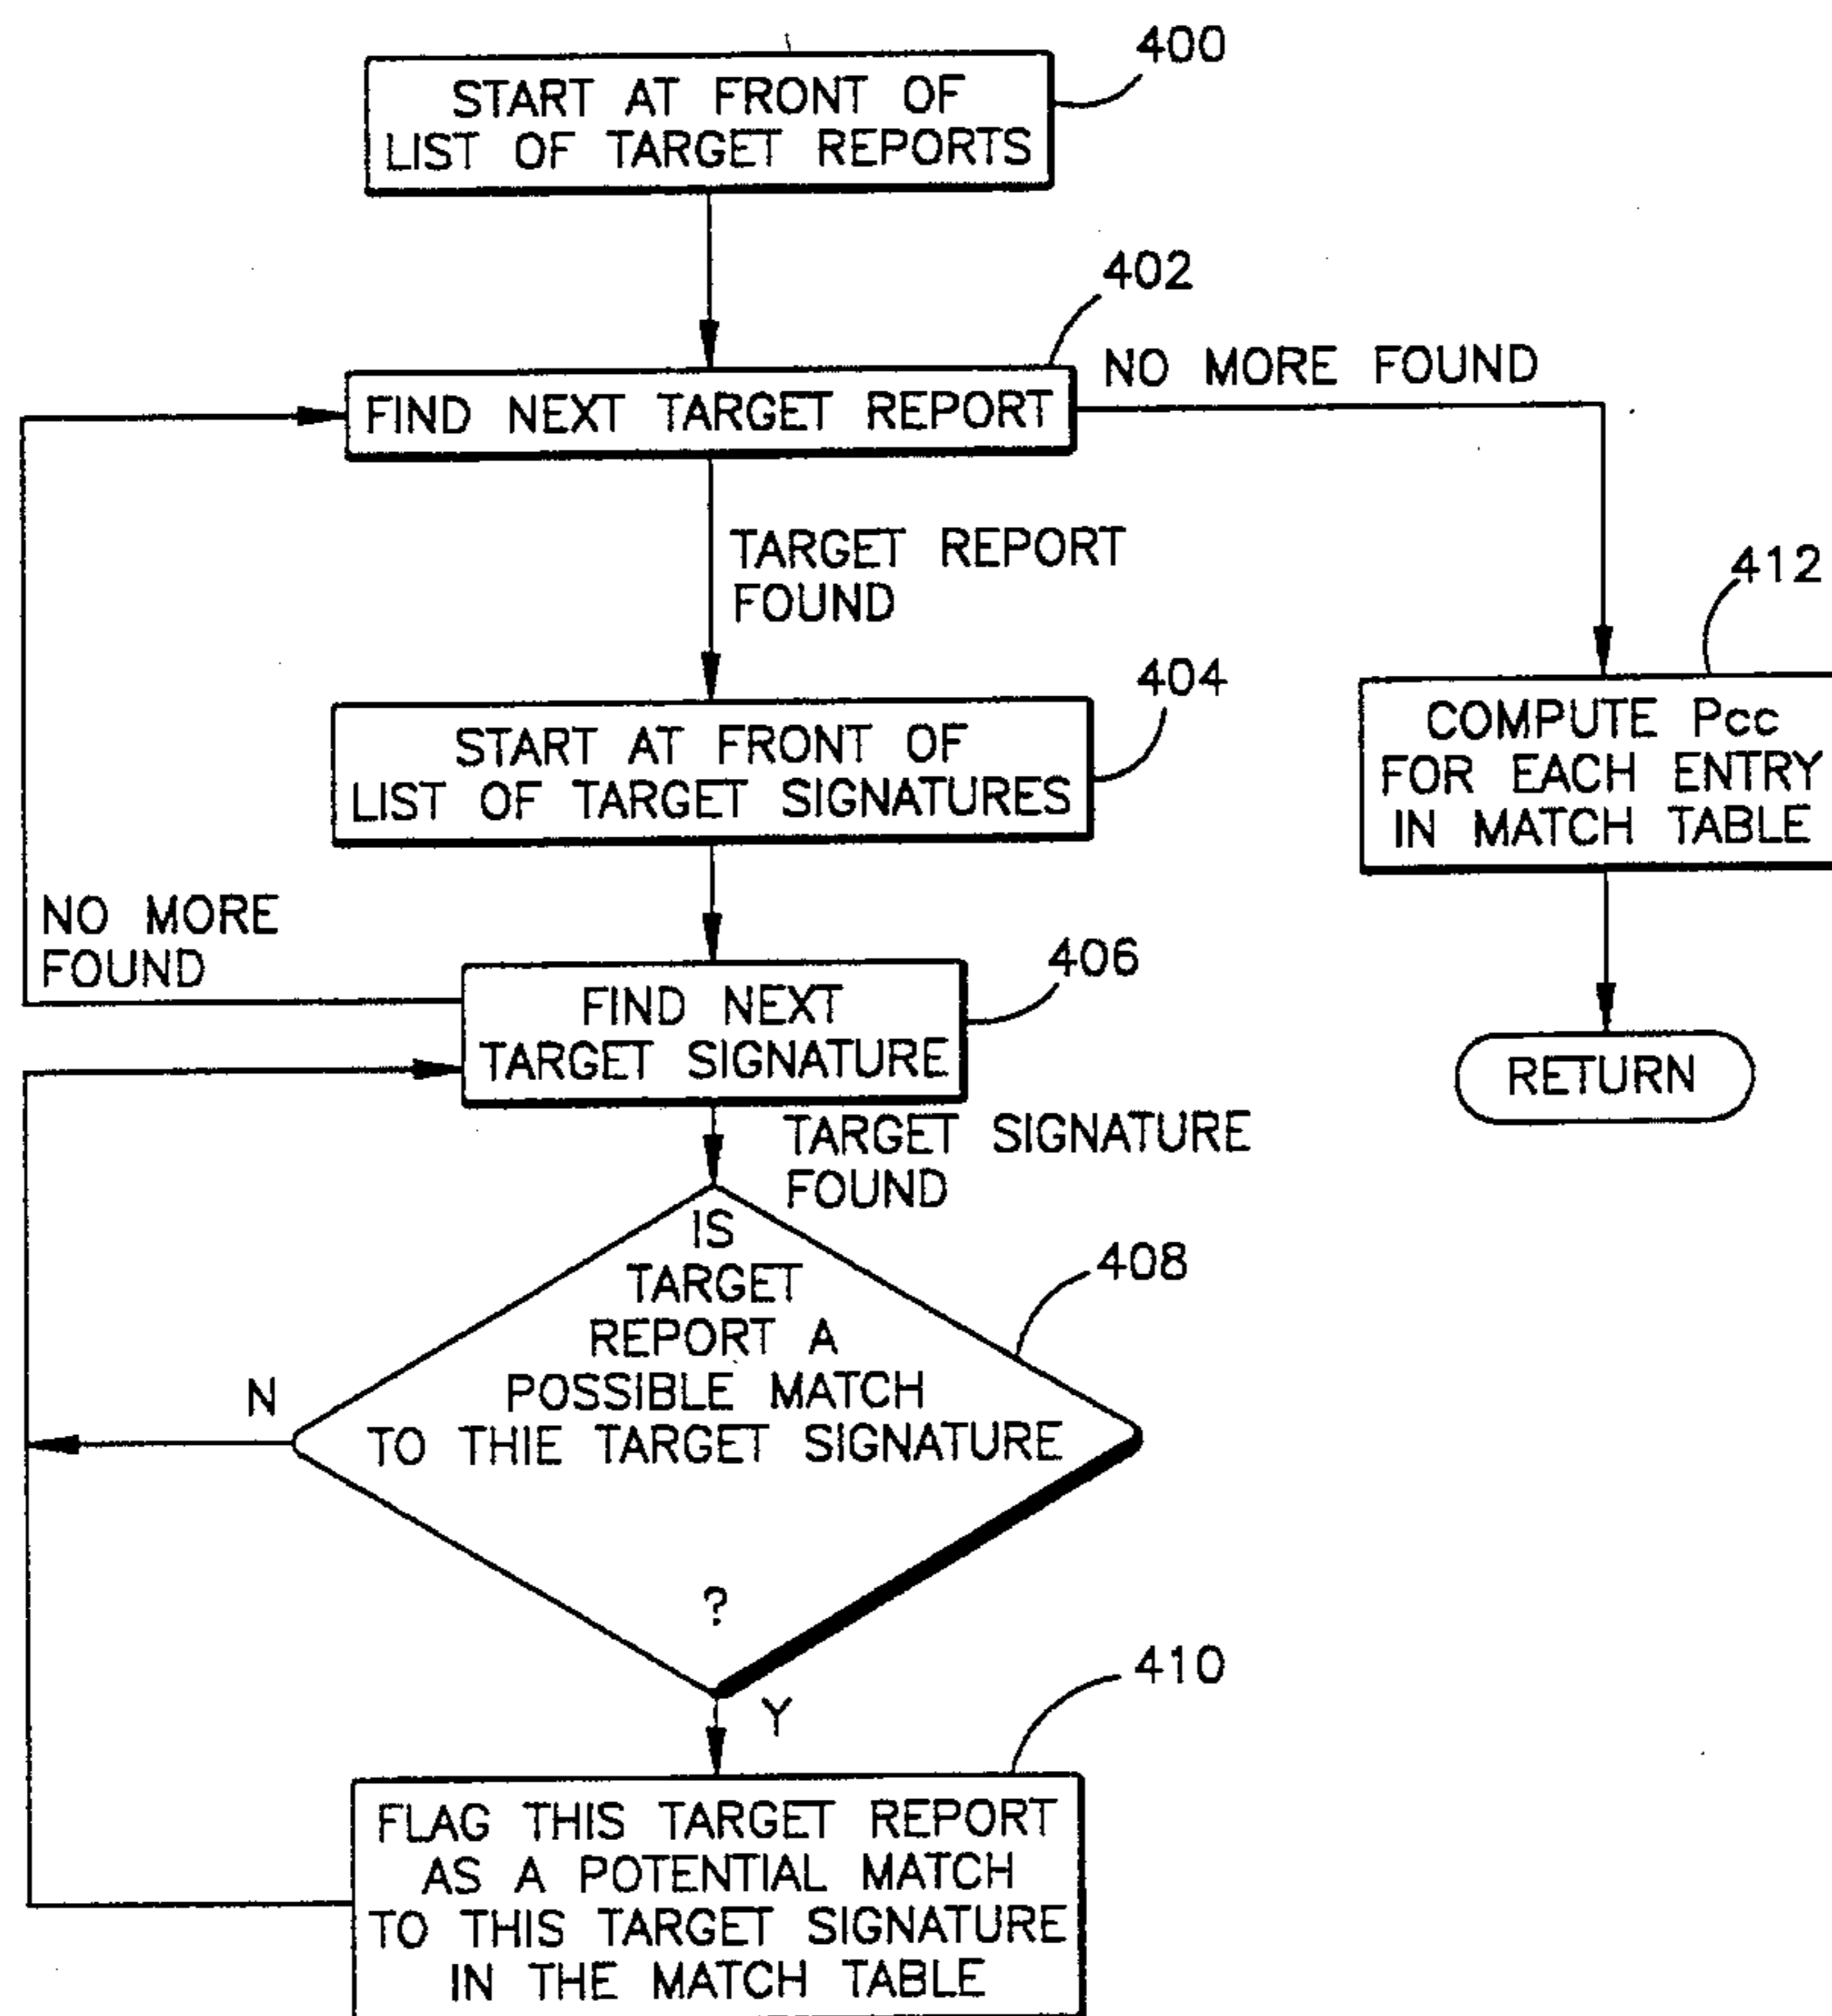 400
START AT FRONT OF
LIST OF TARGET REPORTS
402
NO MORE FOUND
FIND NEXT TARGET REPORT
TARGET REPORT
FOUND
412
404
COMPUTE Pcc
FOR EACH ENTRY
IN MATCH TABLE
START AT FRONT OF
LIST OF TARGET SIGNATURES
NO MORE
FOUND
406
FIND NEXT
TARGET SIGNATURE
RETURN
TARGET SIGNATURE
FOUND
408
IS
TARGET
REPORT A
POSSIBLE MATCH
TO THIE TARGET SIGNATURE
?
N
Y
410
FLAG THIS TARGET REPORT
AS A POTENTIAL MATCH
TO THIS TARGET SIGNATURE
IN THE MATCH TABLE